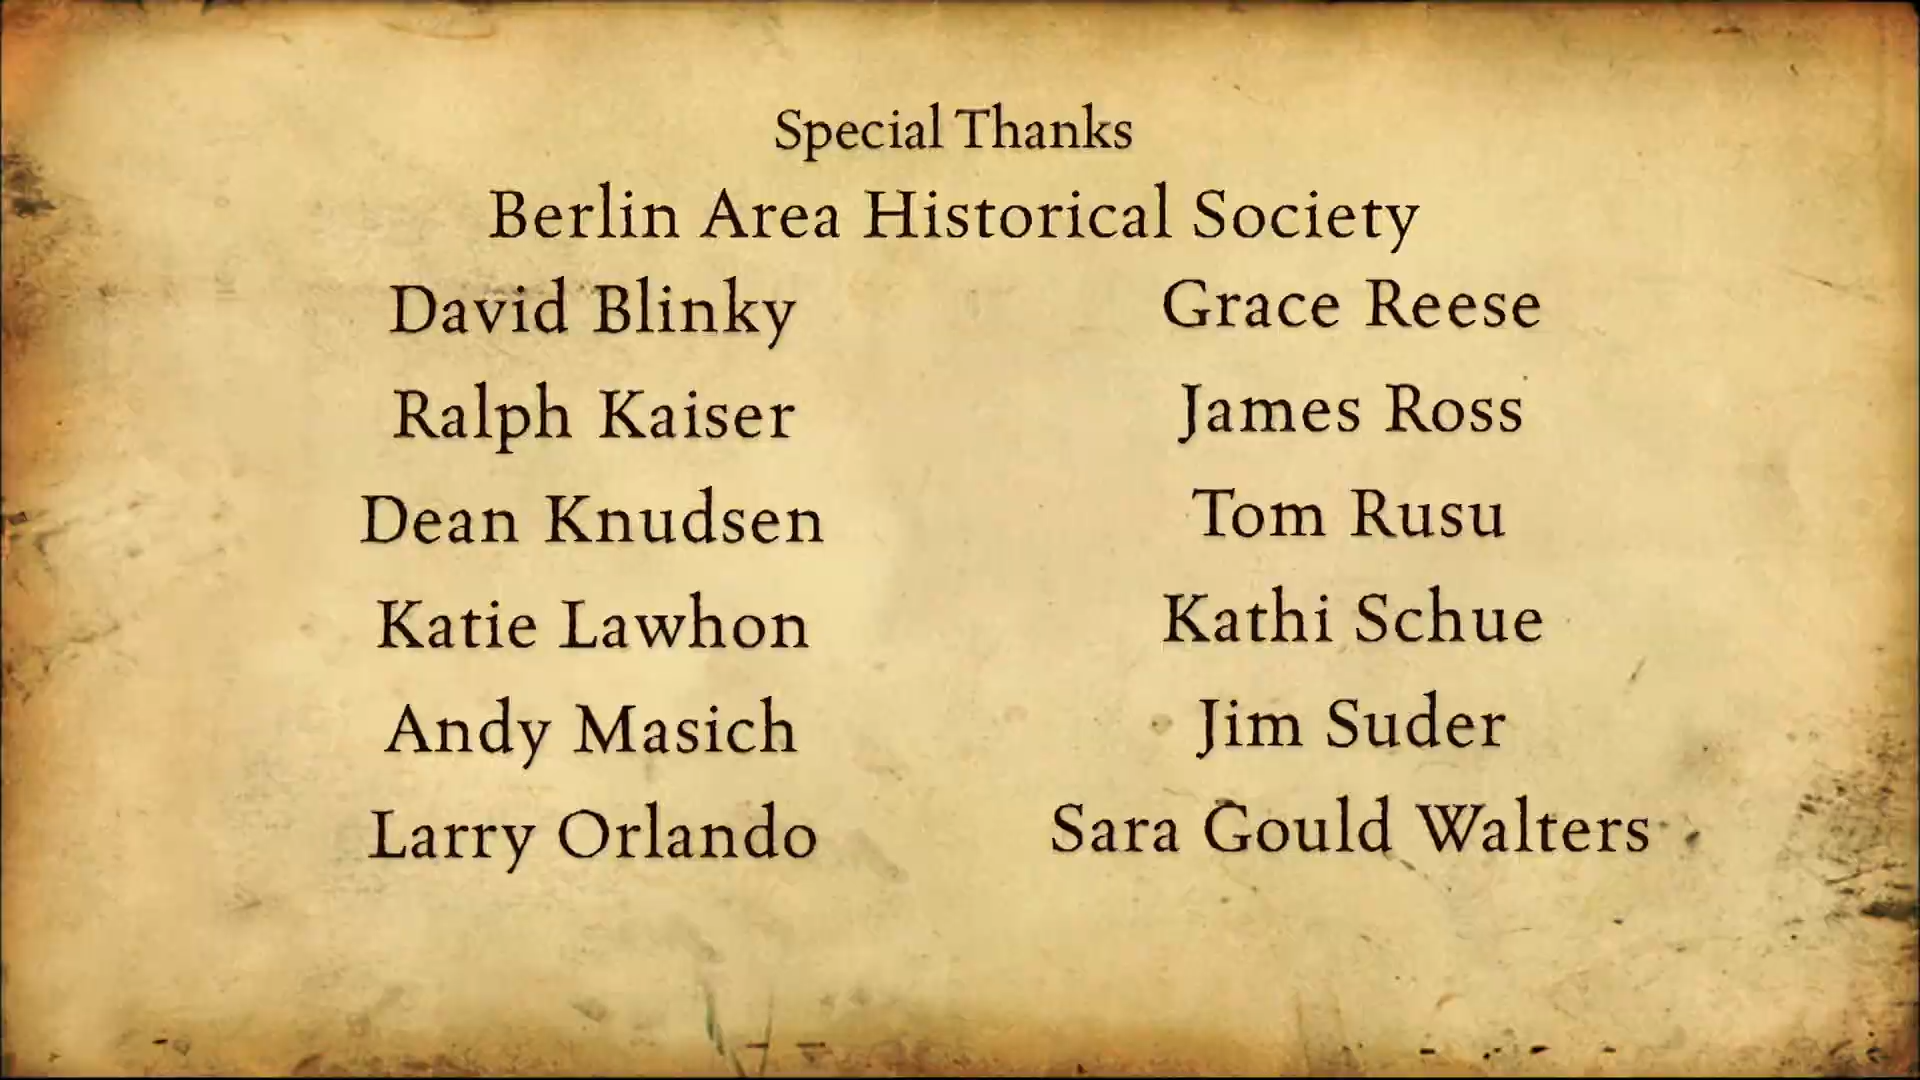 Special Thanks
Berlin Area Historical Society
David Blinky
Ralph Kaiser
Dean Knudsen
Katie Lawhon
Andy Masich
Larry Orlando
Grace Reese
James Ross
Tom Rusu
Kathi Schue
Jim Suder
Sara Gould Walters